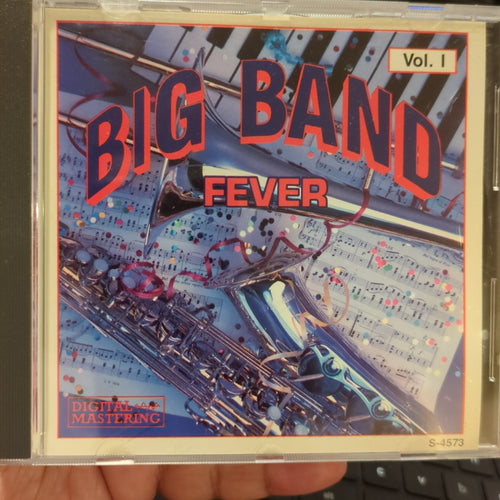 Vol. I
BIG BAND
FEVER
DIGITAL
MASTERING
S-4573